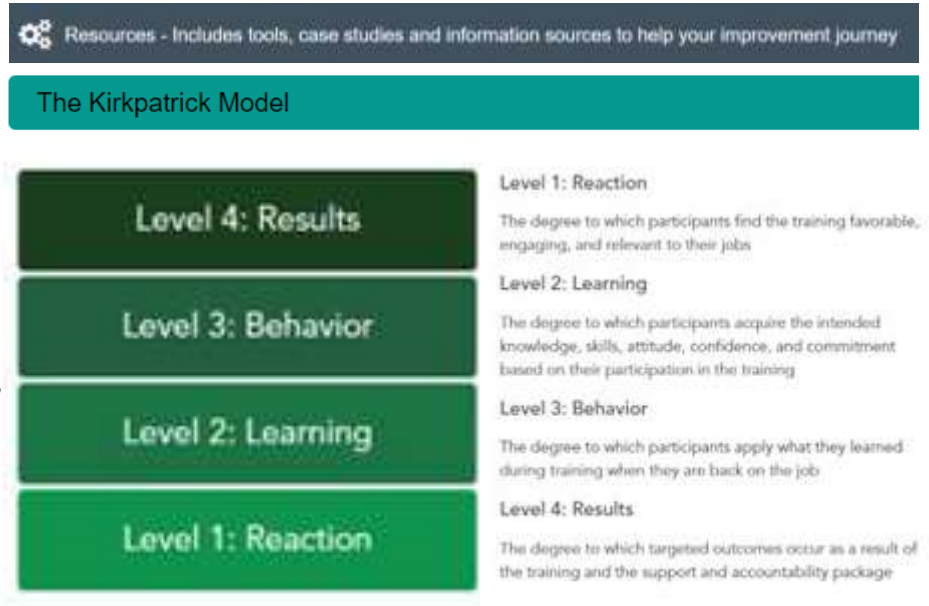 Resources - Includes tools, case studies and information sources to help your improvement journey
The Kirkpatrick Model
Level 4: Results
Level 3: Behavior
Level 2: Learning
Level 1: Reaction
Level 1: Reaction
The degree to which participants find the training favorable,
engaging, and relevant to their jobs
Level 2: Learning
The degree to which participants acquire the intended
knowledge, skills, attitude, confidence, and commitment
based on their participation in the training
Level 3: Behavior
The degree to which participants apply what they learned
during training when they are back on the job
Level 4: Results
The degree to which targeted outcomes occur as a result of
the training and the support and accountability package